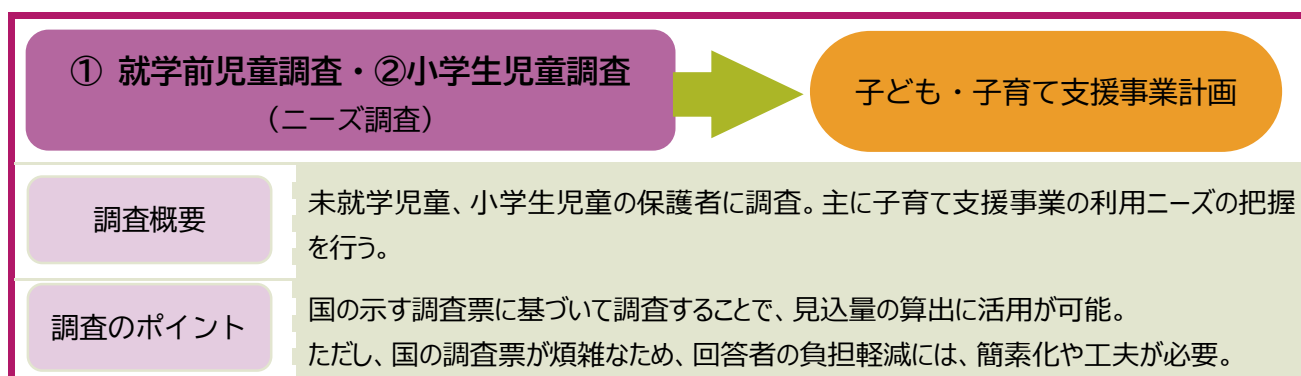 ① 就学前児童調査・②小学生児童調査
（ニーズ調査）
子ども・子育て支援事業計画
調査概要
未就学児童、小学生児童の保護者に調査。主に子育て支援事業の利用ニーズの把握
を行う。
調査のポイント
国の示す調査票に基づいて調査することで、見込量の算出に活用が可能。
ただし、国の調査票が煩雑なため、回答者の負担軽減には、簡素化や工夫が必要。